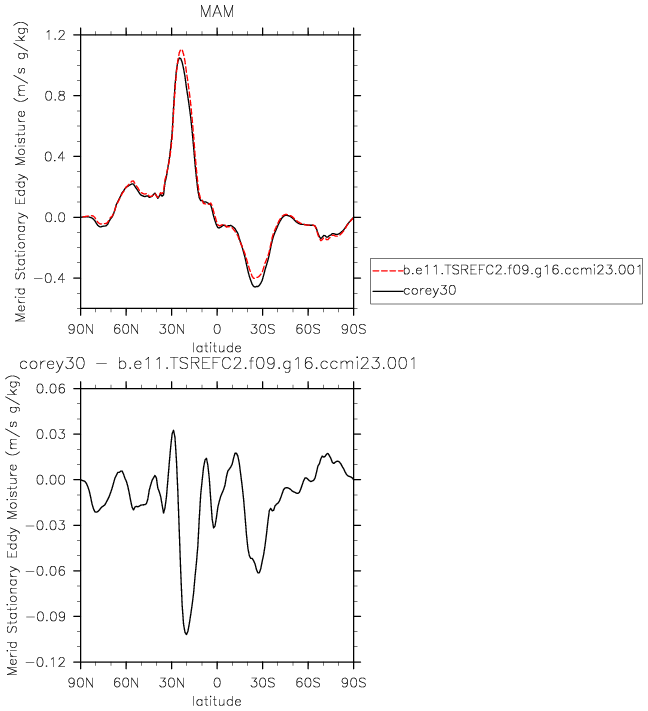 MAM
Merid Stationary Eddy Moisture (m/s g/kg)
1.2
0.8
0.4
0.0
−0.4
90N 60N 30N 0 30S 60S 90S
latitude
b.e11.TSREFC2.f09.g16.ccmi23.001
corey30
corey30 − b.e11.TSREFC2.f09.g16.ccmi23.001
Merid Stationary Eddy Moisture (m/s g/kg)
0.06
0.03
0.00
−0.03
−0.06
−0.09
−0.12
90N 60N 30N 0 30S 60S 90S
latitude